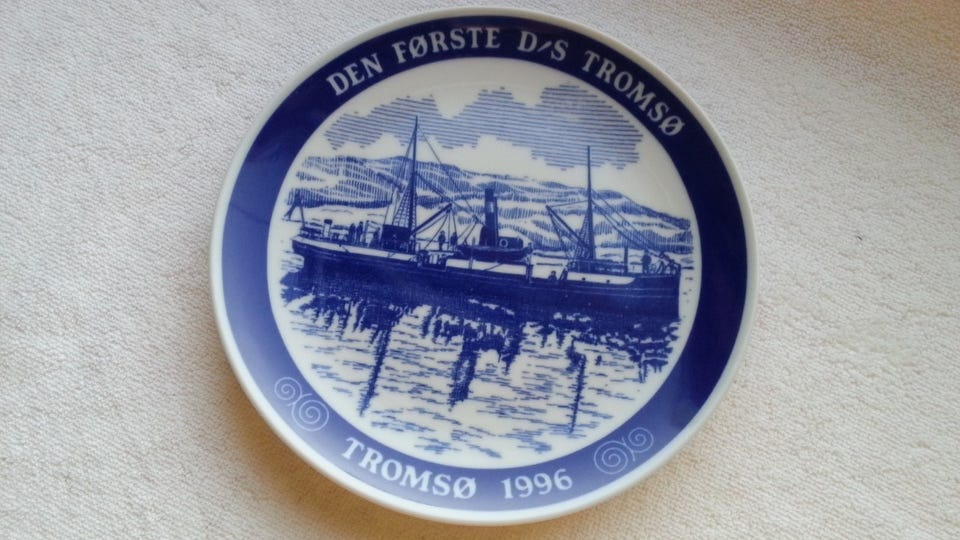 DEN FØRSTE D/S TROMSØ
TROMSØ 1996